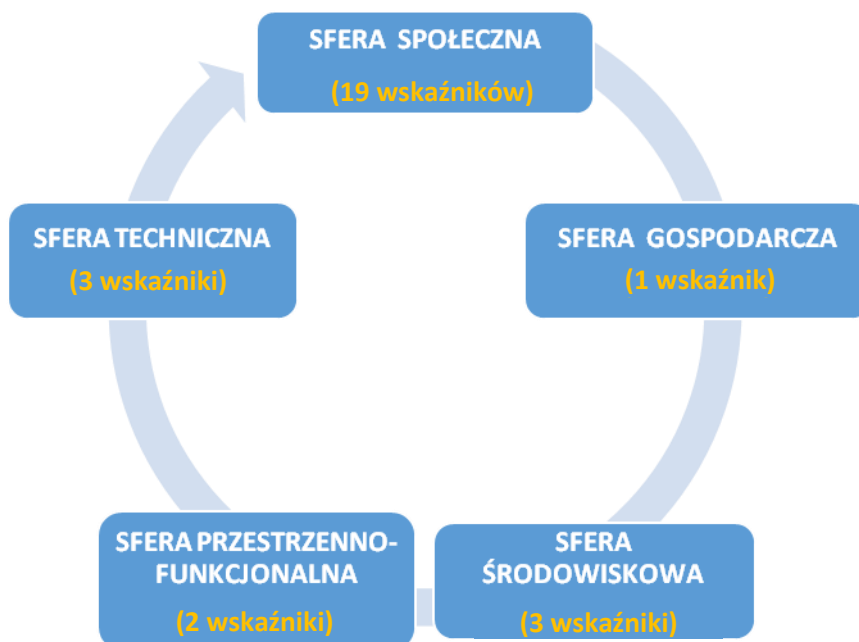 SFERA SPOŁECZNA
(19 wskaźników)
SFERA GOSPODARCZA
(1 wskaźnik)
SFERA
ŚRODOWISKOWA
(3 wskaźniki)
SFERA PRZESTRZENNO-
FUNKCJONALNA
(2 wskaźniki)
SFERA TECHNICZNA
(3 wskaźniki)